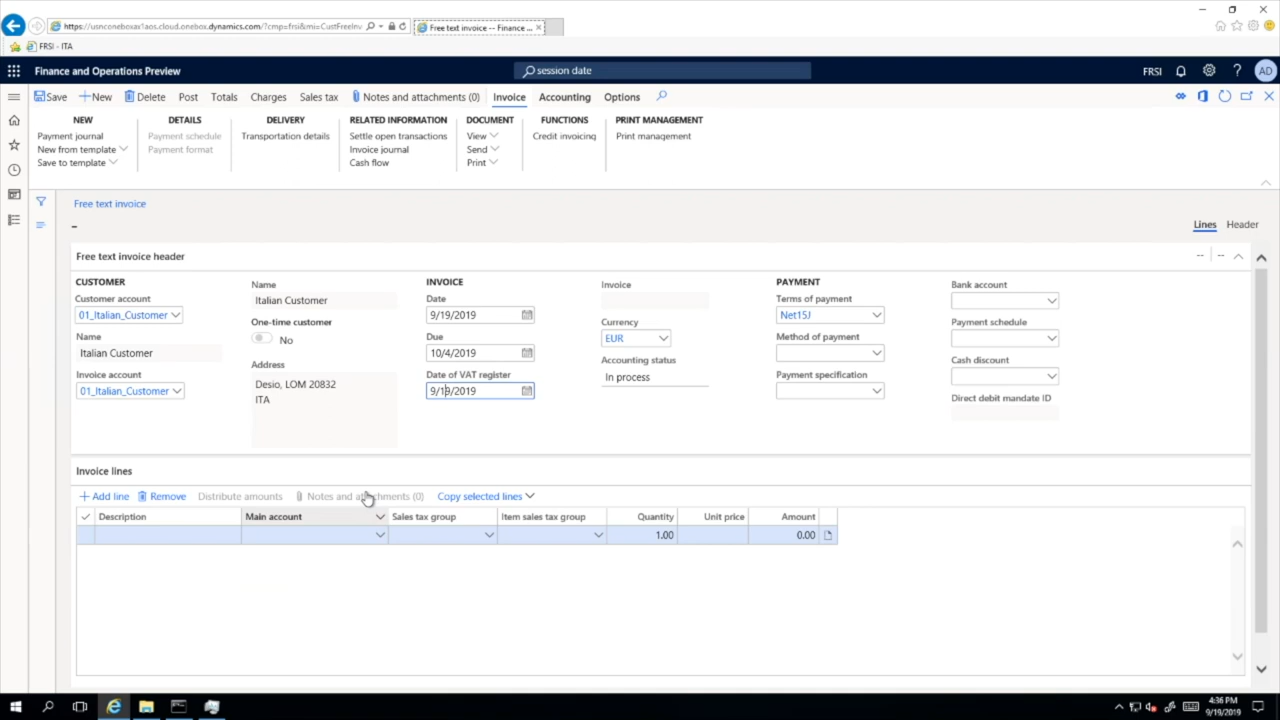 https://usnconeboxax1aos.cloud.onebox.dynamics.com/?cmp=frsi&mi=CustFreeInv
Free text invoice -- Finance ...
FRSI - ITA
Finance and Operations Preview
session date
FRSI
?
AD
Save
+ New
Delete
Post
Totals
Charges
Sales tax
Notes and attachments (0)
Invoice
Accounting
Options
NEW
Payment journal
New from template
Save to template
DETAILS
Payment schedule
Payment format
DELIVERY
Transportation details
RELATED INFORMATION
Settle open transactions
Invoice journal
Cash flow
DOCUMENT
View
Send
Print
FUNCTIONS
Credit invoicing
PRINT MANAGEMENT
Print management
Free text invoice
–
Lines
Header
Free text invoice header
--
--
CUSTOMER
Customer account
01_Italian_Customer
Name
Italian Customer
Invoice account
01_Italian_Customer
Name
Italian Customer
One-time customer
No
Address
Desio, LOM 20832
ITA
INVOICE
Date
9/19/2019
Due
10/4/2019
Date of VAT register
9/19/2019
Invoice
Currency
EUR
Accounting status
In process
PAYMENT
Terms of payment
Net15J
Method of payment
Payment specification
Bank account
Payment schedule
Cash discount
Direct debit mandate ID
Invoice lines
+ Add line
Remove
Distribute amounts
Notes and attachments (0)
Copy selected lines
Description
Main account
Sales tax group
Item sales tax group
Quantity
Unit price
Amount
1.00
0.00
4:36 PM
9/19/2019